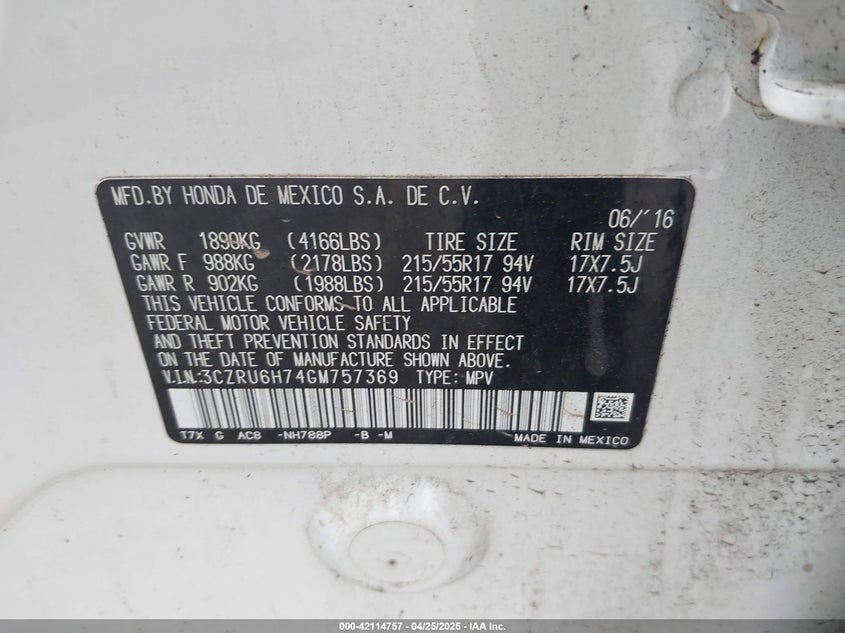 MFD.BY HONDA DE MEXICO S.A. DE C.V.
06/'16
GVWR 1890KG (4166LBS) TIRE SIZE RIM SIZE
GAWR F 988KG (2178LBS) 215/55R17 94V 17X7.5J
GAWR R 902KG (1988LBS) 215/55R17 94V 17X7.5J
THIS VEHICLE CONFORMS TO ALL APPLICABLE
FEDERAL MOTOR VEHICLE SAFETY
AND THEFT PREVENTION STANDARDS IN EFFECT
ON THE DATE OF MANUFACTURE SHOWN ABOVE.
V.I.N.:3CZRU6H74GM757369 TYPE: MPV
T7X G AC8 -NH788P -B -M MADE IN MEXICO
000-42114757 04/25/2025 - IAA Inc.